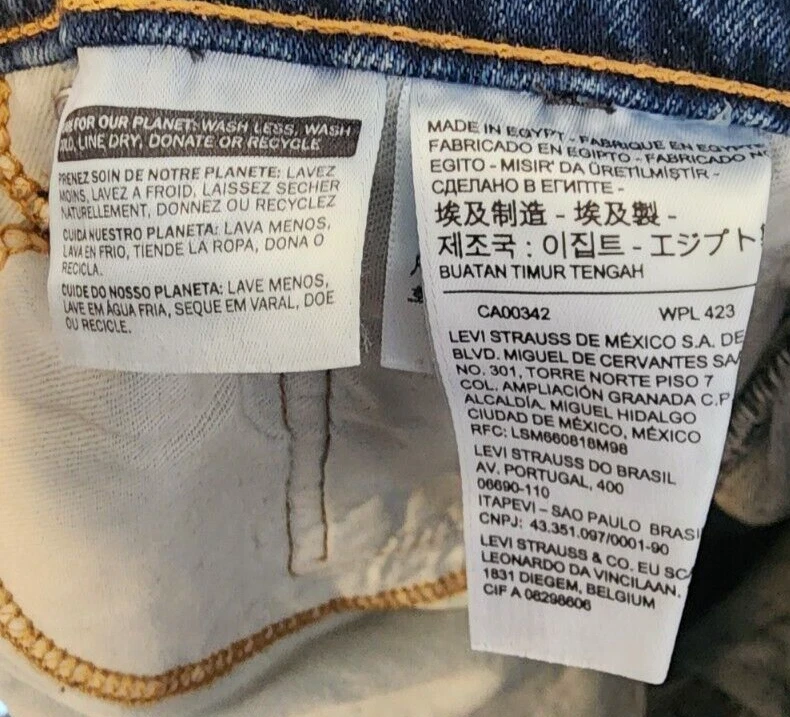 FOR OUR PLANET: WASH LESS, WASH
COLD, LINE DRY, DONATE OR RECYCLE
PRENEZ SOIN DE NOTRE PLANETE: LAVEZ
MOINS, LAVEZ A FROID, LAISSEZ SECHER
NATURELLEMENT, DONNEZ OU RECYCLEZ
CUIDA NUESTRO PLANETA: LAVA MENOS,
LAVA EN FRIO, TIENDE LA ROPA, DONA O
RECICLA.
CUIDE DO NOSSO PLANETA: LAVE MENOS,
LAVE EM ÁGUA FRIA, SEQUE EM VARAL, DOE
OU RECICLE.
MADE IN EGYPT - FABRIQUE EN EGYPTE
FABRICADO EN EGIPTO - FABRICADO NO
EGITO - MISIR' DA ÜRETILMIŞTIR -
СДЕЛАНО В ЕГИПТЕ -
埃及制造 - 埃及製 -
제조국 : 이집트 - エジプト
BUATAN TIMUR TENGAH
CA00342 WPL 423
LEVI STRAUSS DE MÉXICO S.A. DE
BLVD. MIGUEL DE CERVANTES SA
NO. 301, TORRE NORTE PISO 7
COL. AMPLIACIÓN GRANADA C.P
ALCALDÍA. MIGUEL HIDALGO
CIUDAD DE MÉXICO, MÉXICO
RFC: LSM660818M98
LEVI STRAUSS DO BRASIL
AV. PORTUGAL, 400
06690-110
ITAPEVI - SAO PAULO BRASI
CNPJ: 43.351.097/0001-90
LEVI STRAUSS & CO. EU SCA
LEONARDO DA VINCILAAN.
1831 DIEGEM, BELGIUM
CIF A 08298606